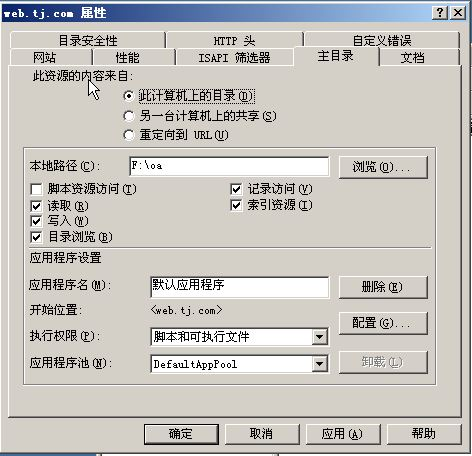 web.tj.com 属性
目录安全性 HTTP 头 自定义错误
网站 性能 ISAPI 筛选器 主目录 文档
此资源的内容来自:
此计算机上的目录(D)
另一台计算机上的共享(S)
重定向到 URL(U)
本地路径(C): F:\oa 浏览(O)...
脚本资源访问(T) 记录访问(V)
读取(R) 索引资源(I)
写入(W)
目录浏览(B)
应用程序设置
应用程序名(M): 默认应用程序 删除(E)
开始位置: <web.tj.com>
配置(G)...
执行权限(P): 脚本和可执行文件
应用程序池(N): DefaultAppPool 卸载(L)
确定 取消 应用(A) 帮助